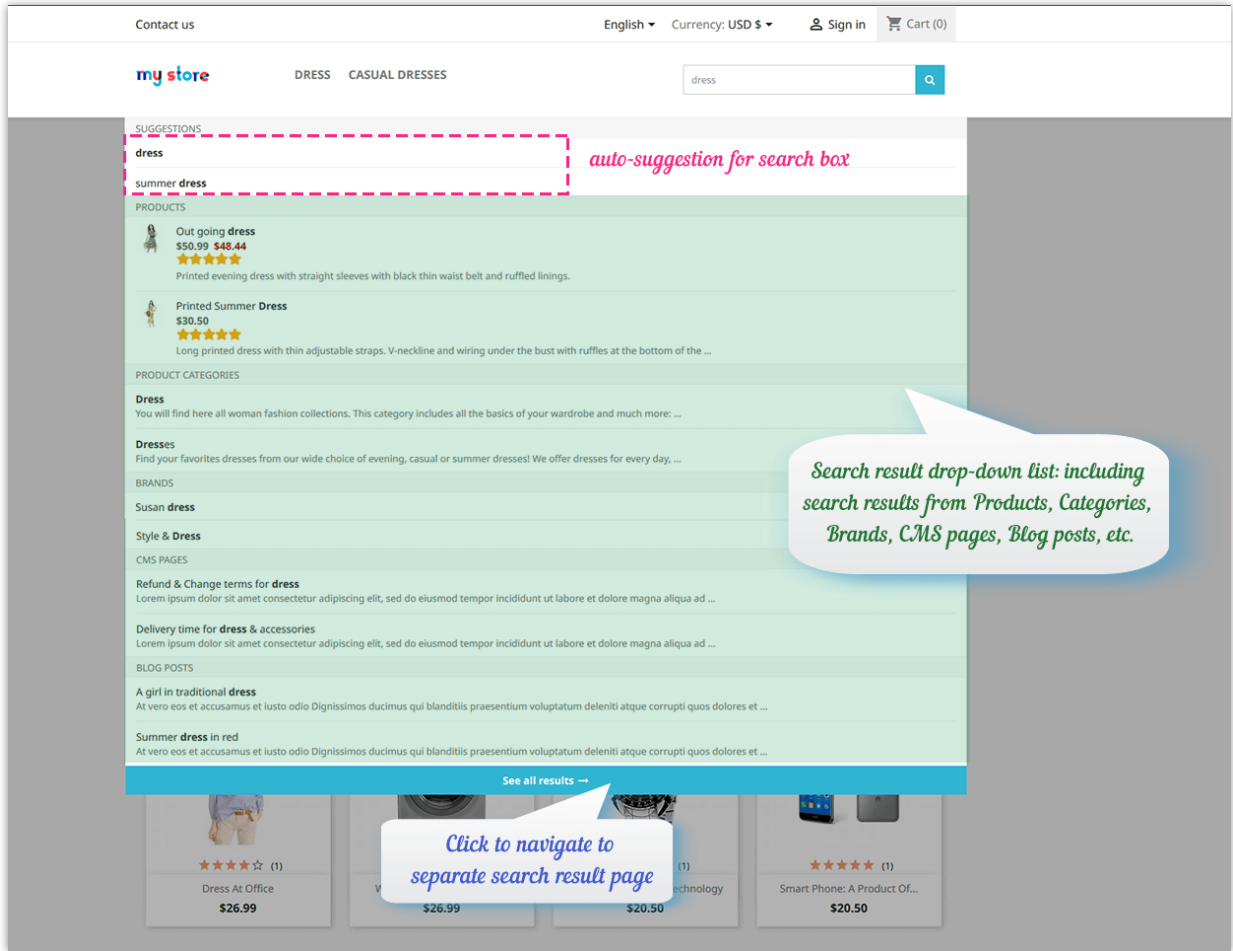 Contact us
English
Currency: USD $
Sign in
Cart (0)
my store
DRESS
CASUAL DRESSES
dress
SUGGESTIONS
dress
summer dress
auto-suggestion for search box
PRODUCTS
Out going dress
$50.99 $48.44
Printed evening dress with straight sleeves with black thin waist belt and ruffled linings.
Printed Summer Dress
$30.50
Long printed dress with thin adjustable straps. V-neckline and wiring under the bust with ruffles at the bottom of the ...
PRODUCT CATEGORIES
Dress
You will find here all woman fashion collections. This category includes all the basics of your wardrobe and much more: ...
Dresses
Find your favorites dresses from our wide choice of evening, casual or summer dresses! We offer dresses for every day, ...
BRANDS
Susan dress
Style & Dress
Search result drop-down list: including
search results from Products, Categories,
Brands, CMS pages, Blog posts, etc.
CMS PAGES
Refund & Change terms for dress
Lorem ipsum dolor sit amet consectetur adipiscing elit, sed do eiusmod tempor incididunt ut labore et dolore magna aliqua ad ...
Delivery time for dress & accessories
Lorem ipsum dolor sit amet consectetur adipiscing elit, sed do eiusmod tempor incididunt ut labore et dolore magna aliqua ad ...
BLOG POSTS
A girl in traditional dress
At vero eos et accusamus et iusto odio Dignissimos ducimus qui blanditiis praesentium voluptatum deleniti atque corrupti quos dolores et ...
Summer dress in red
At vero eos et accusamus et iusto odio Dignissimos ducimus qui blanditiis praesentium voluptatum deleniti atque corrupti quos dolores et ...
See all results →
Click to navigate to
separate search result page
(1)
(1)
(1)
Dress At Office
Smart Phone: A Product Of...
$26.99
$26.99
$20.50
$20.50